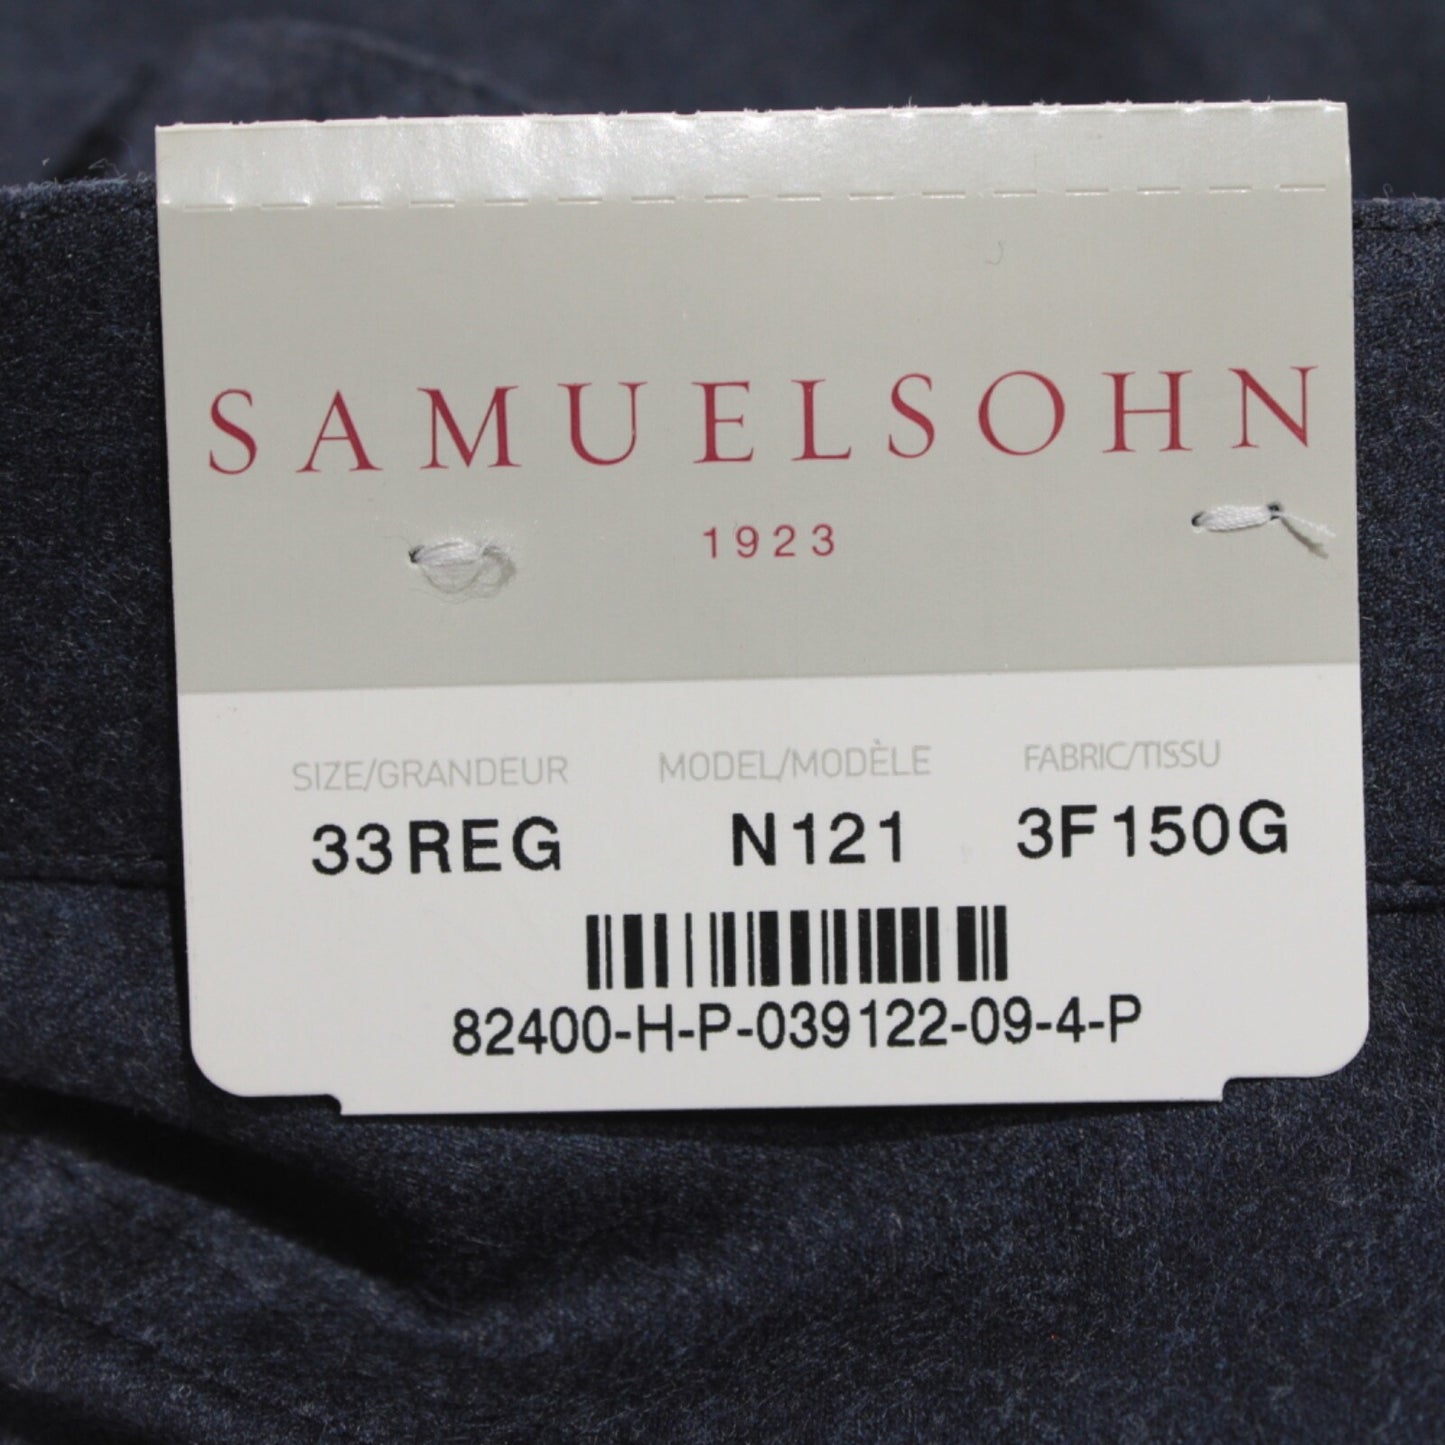 SAMUELSOHN
1923
SIZE/GRANDEUR MODEL/MODÈLE FABRIC/TISSU
33REG N121 3F150G
82400-H-P-039122-09-4-P